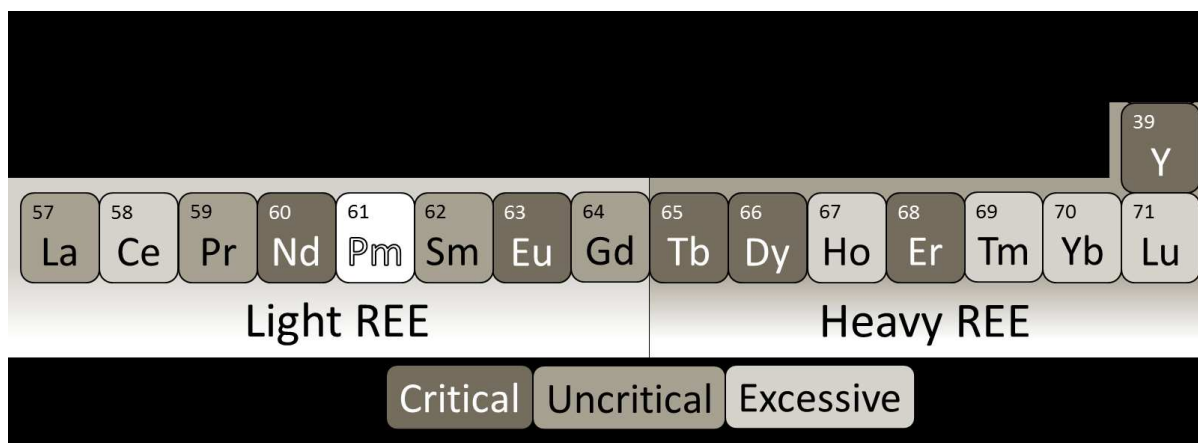 39
Y
57 58 59 60 61 62 63 64 65 66 67 68 69 70 71
La Ce Pr Nd Pm Sm Eu Gd Tb Dy Ho Er Tm Yb Lu
Light REE Heavy REE
Critical Uncritical Excessive